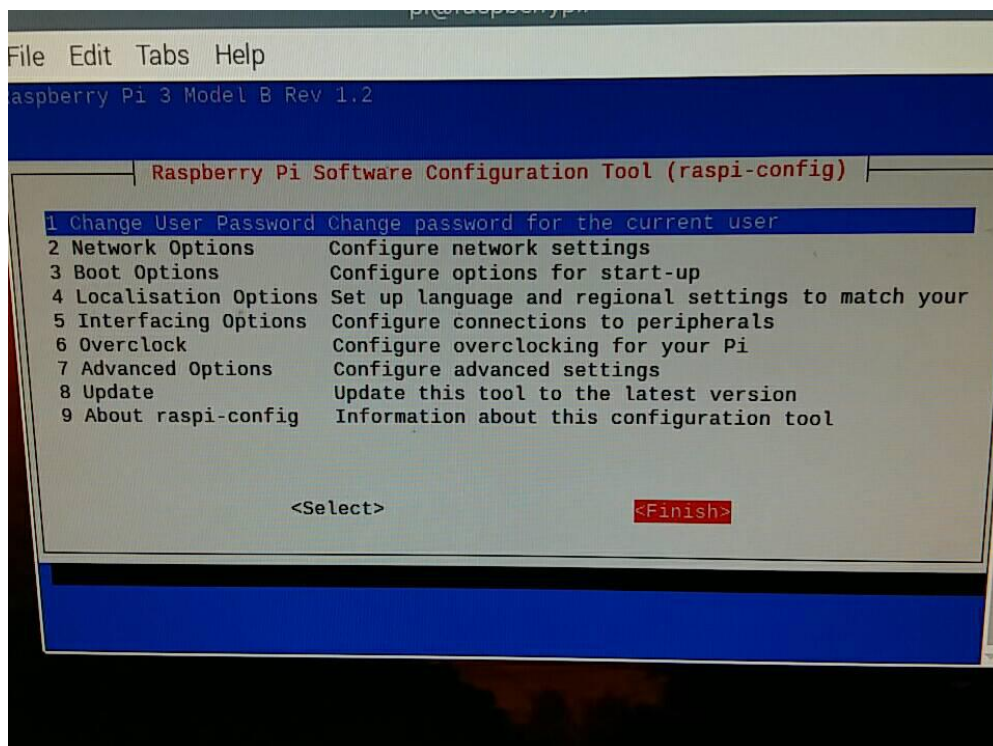 File Edit Tabs Help
aspberry Pi 3 Model B Rev 1.2
Raspberry Pi Software Configuration Tool (raspi-config)
1 Change User Password Change password for the current user
2 Network Options Configure network settings
3 Boot Options Configure options for start-up
4 Localisation Options Set up language and regional settings to match your
5 Interfacing Options Configure connections to peripherals
6 Overclock Configure overclocking for your Pi
7 Advanced Options Configure advanced settings
8 Update Update this tool to the latest version
9 About raspi-config Information about this configuration tool
<Select> <Finish>